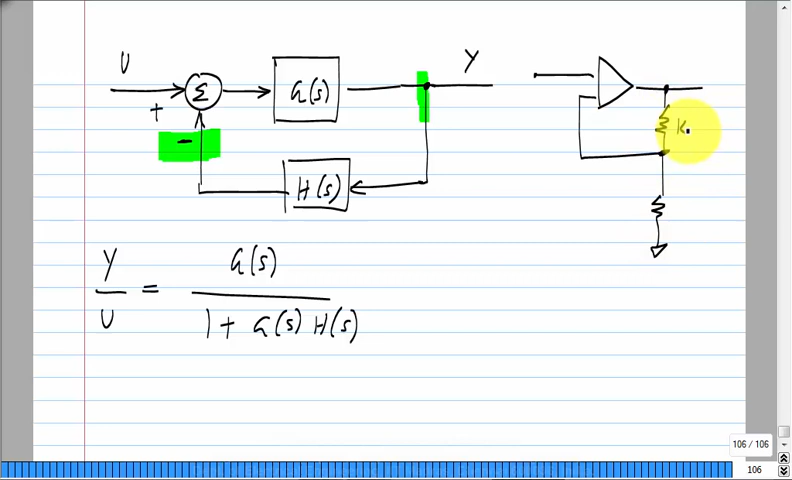 U
Y
+
Σ
G(s)
-
H(s)
K
Y
U
=
G(s)
1 + G(s) H(s)
106 / 106
106